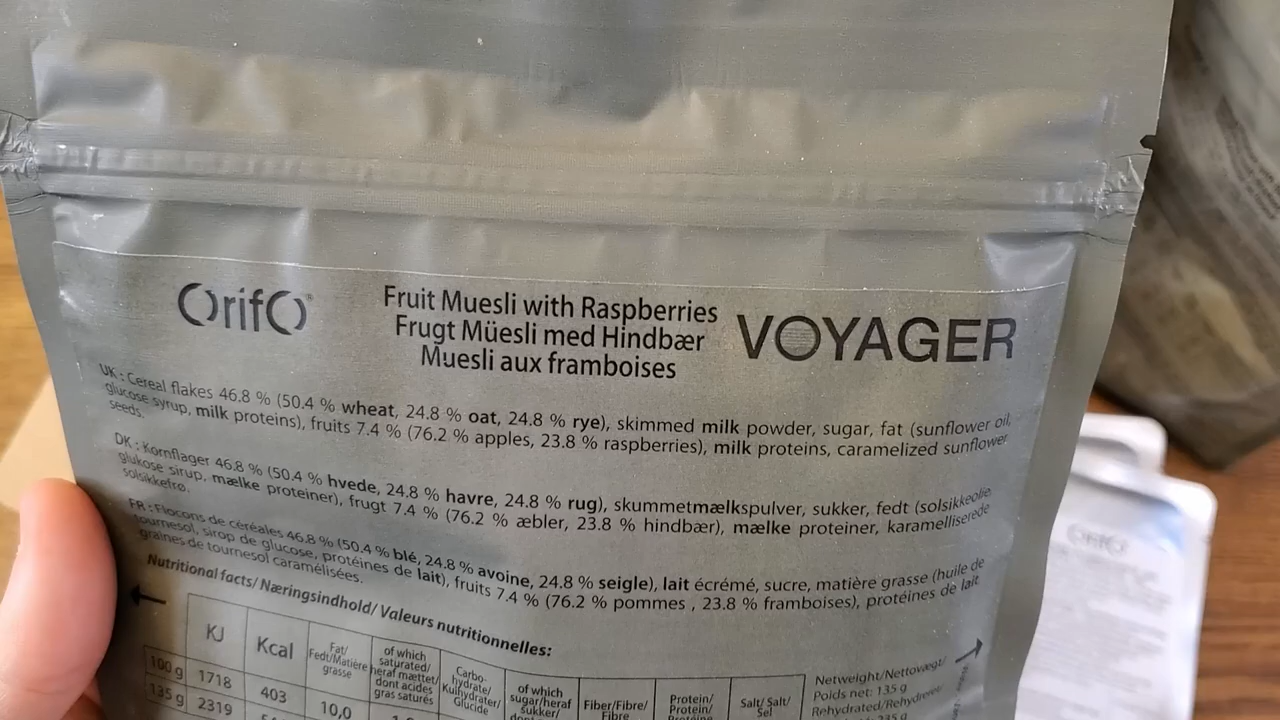 OrifO®
Fruit Muesli with Raspberries
Frugt Müesli med Hindbær
Muesli aux framboises
VOYAGER
UK : Cereal flakes 46.8 % (50.4 % wheat, 24.8 % oat, 24.8 % rye), skimmed milk powder, sugar, fat (sunflower oil,
glucose syrup, milk proteins), fruits 7.4 % (76.2 % apples, 23.8 % raspberries), milk proteins, caramelized sunflower
seeds.
DK : Kornflager 46.8 % (50.4 % hvede, 24.8 % havre, 24.8 % rug), skummetmælkspulver, sukker, fedt (solsikkeolie,
glukose sirup, mælke proteiner), frugt 7.4 % (76.2 % æbler, 23.8 % hindbær), mælke proteiner, karamelliserede
solsikkefrø.
FR : Flocons de céréales 46.8 % (50.4 % blé, 24.8 % avoine, 24.8 % seigle), lait écrémé, sucre, matière grasse (huile de
tournesol, sirop de glucose, protéines de lait), fruits 7.4 % (76.2 % pommes , 23.8 % framboises), protéines de lait
graines de tournesol caramélisées.
Nutritional facts/ Næringsindhold/ Valeurs nutritionnelles:
KJ
Kcal
Fat/
Fedt/Matière
grasse
of which
saturated/
heraf mættet/
dont acides
gras saturés
Carbo-
hydrate/
Kulhydrater/
Glucide
of which
sugar/heraf
sukker/
Fiber/Fibre/
Fibre
Protein/
Protein/
Protéine
Salt/ Salt/
Sel
100 g 1718 403 10,0
135 g 2319
Netweight/Nettovægt/
Poids net: 135 g
Rehydrated/Rehydreret/
235 g
OrifO